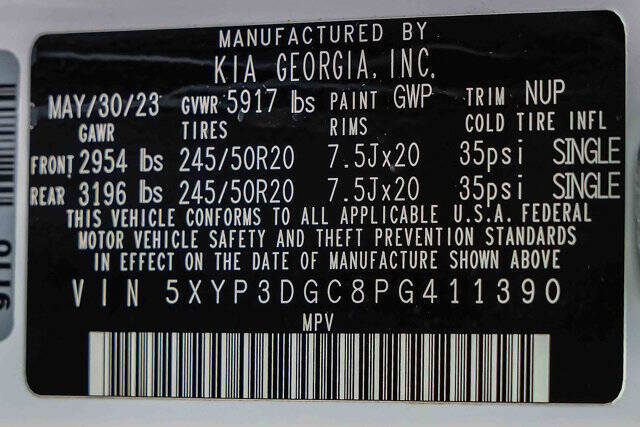 MANUFACTURED BY
KIA GEORGIA, INC.
MAY/30/23 GVWR 5917 lbs PAINT GWP TRIM NUP
GAWR TIRES RIMS COLD TIRE INFL
FRONT 2954 lbs 245/50R20 7.5Jx20 35psi SINGLE
REAR 3196 lbs 245/50R20 7.5Jx20 35psi SINGLE
THIS VEHICLE CONFORMS TO ALL APPLICABLE U.S.A. FEDERAL
MOTOR VEHICLE SAFETY AND THEFT PREVENTION STANDARDS
IN EFFECT ON THE DATE OF MANUFACTURE SHOWN ABOVE
VIN 5XYP3DGC8PG411390
MPV